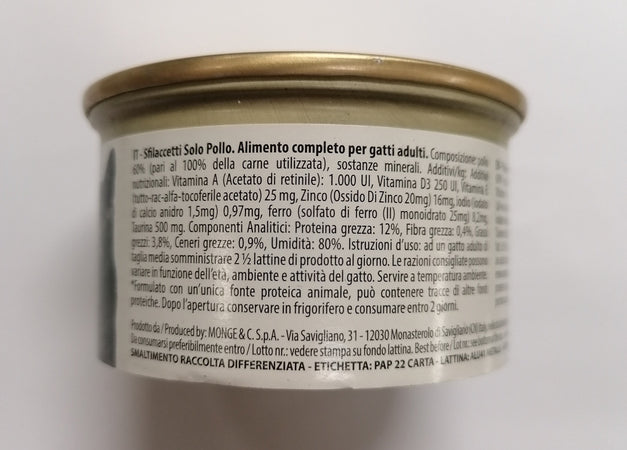 IT - Sfilaccetti Solo Pollo. Alimento completo per gatti adulti. Composizione: pollo
60% (pari al 100% della carne utilizzata), sostanze minerali. Additivi/kg: Additivi
nutrizionali: Vitamina A (Acetato di retinile): 1.000 UI, Vitamina D3 250 UI, Vitamina E
(tutto-rac-alfa-tocoferile acetato) 25 mg, Zinco (Ossido Di Zinco 20mg) 16mg, iodio (iodato
di calcio anidro 1,5mg) 0,97mg, ferro (solfato di ferro (II) monoidrato 25mg) 8,2mg,
Taurina 500 mg. Componenti Analitici: Proteina grezza: 12%, Fibra grezza: 0,4%, Grassi
grezzi: 3,8%, Ceneri grezze: 0,9%, Umidità: 80%. Istruzioni d'uso: ad un gatto adulto di
taglia media somministrare 2 ½ lattine di prodotto al giorno. Le razioni consigliate possono
variare in funzione dell'età, ambiente e attività del gatto. Servire a temperatura ambiente.
*Formulato con un'unica fonte proteica animale, può contenere tracce di altre fonti
proteiche. Dopo l'apertura conservare in frigorifero e consumare entro 2 giorni.
Prodotto da / Produced by: MONGE & C. S.p.A. - Via Savigliano, 31 - 12030 Monasterolo di Savigliano (CN) Italy,
Da consumarsi preferibilmente entro / Lotto nr.: vedere stampa su fondo lattina. Best before / Lot nr.: see
SMALTIMENTO RACCOLTA DIFFERENZIATA - ETICHETTA: PAP 22 CARTA - LATTINA: ALU41